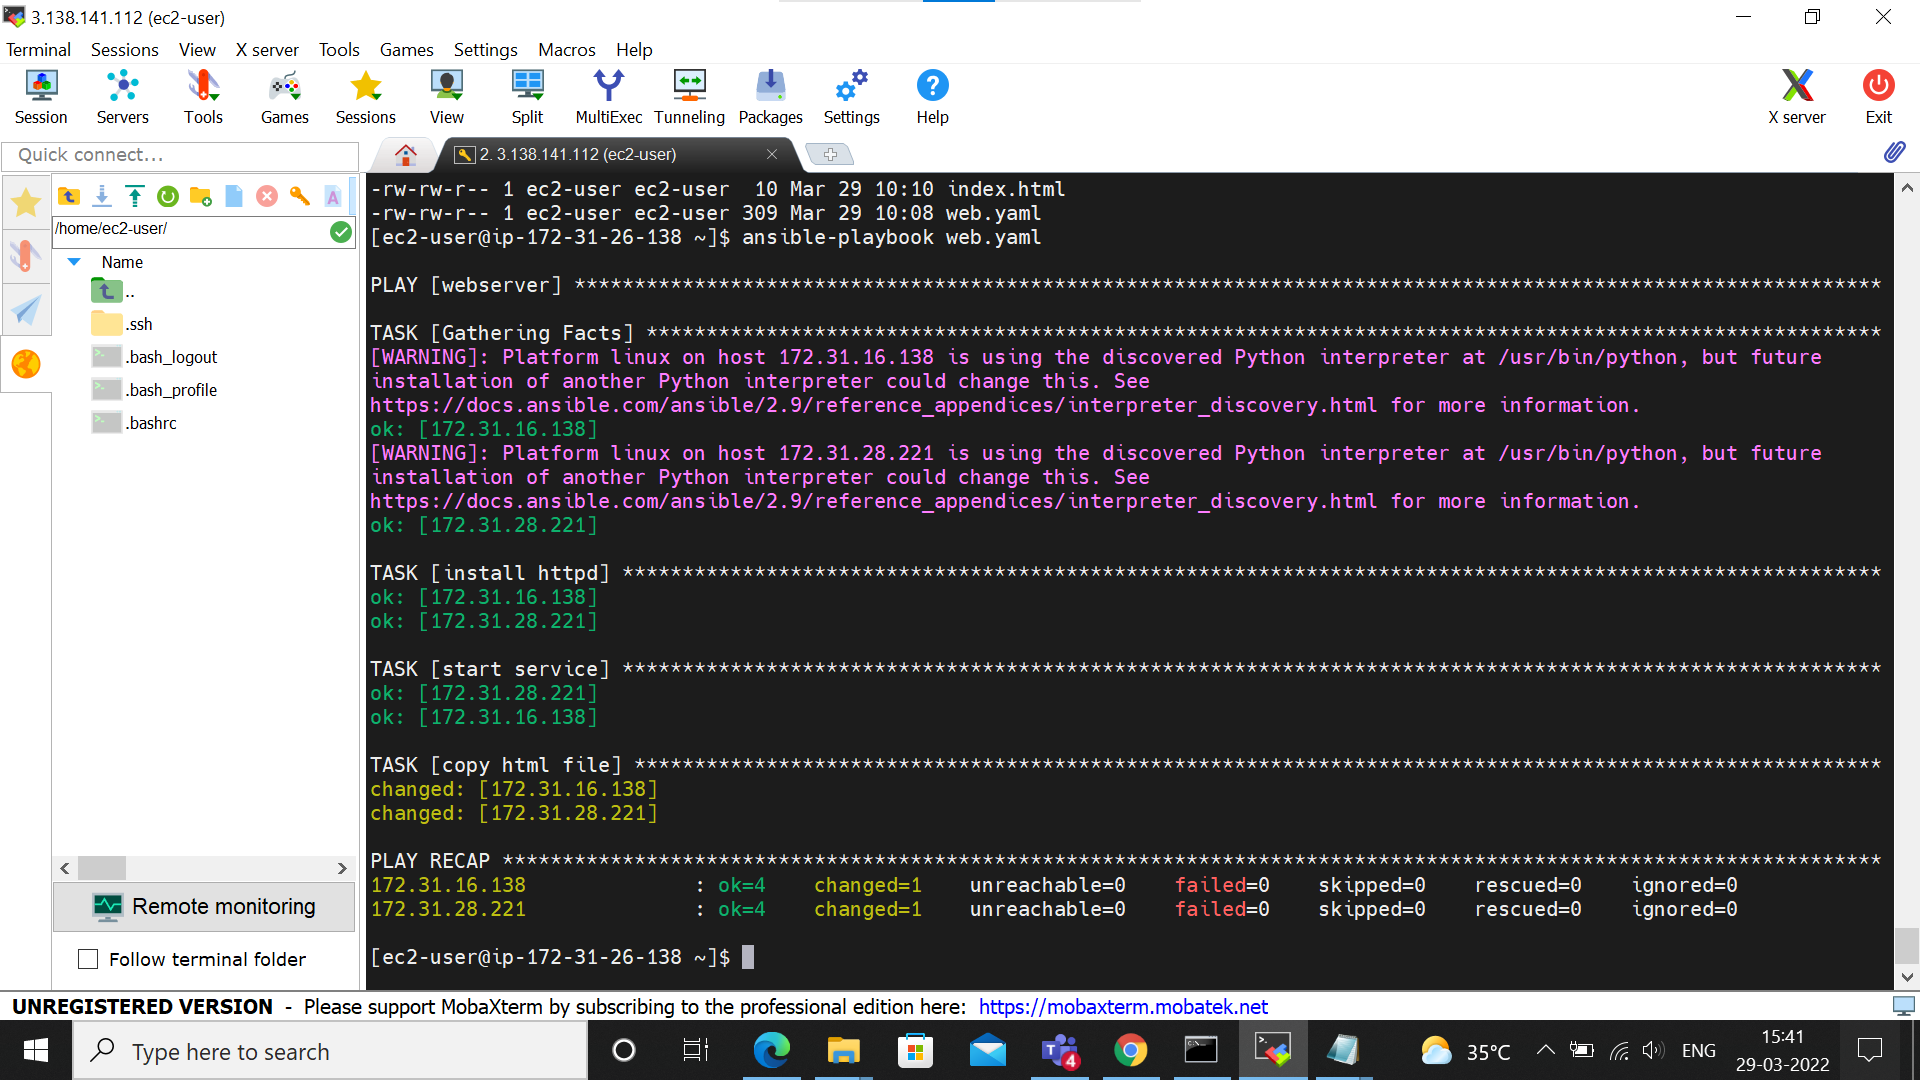 3.138.141.112 (ec2-user)
Terminal Sessions View X server Tools Games Settings Macros Help
Session Servers Tools Games Sessions View Split MultiExec Tunneling Packages Settings Help X server Exit
Quick connect...
2. 3.138.141.112 (ec2-user)
/home/ec2-user/
Name
..
.ssh
.bash_logout
.bash_profile
.bashrc
Remote monitoring
Follow terminal folder
-rw-rw-r-- 1 ec2-user ec2-user  10 Mar 29 10:10 index.html
-rw-rw-r-- 1 ec2-user ec2-user 309 Mar 29 10:08 web.yaml
[ec2-user@ip-172-31-26-138 ~]$ ansible-playbook web.yaml
PLAY [webserver] *************************************************************************************************************
TASK [Gathering Facts] *******************************************************************************************************
[WARNING]: Platform linux on host 172.31.16.138 is using the discovered Python interpreter at /usr/bin/python, but future
installation of another Python interpreter could change this. See
https://docs.ansible.com/ansible/2.9/reference_appendices/interpreter_discovery.html for more information.
ok: [172.31.16.138]
[WARNING]: Platform linux on host 172.31.28.221 is using the discovered Python interpreter at /usr/bin/python, but future
installation of another Python interpreter could change this. See
https://docs.ansible.com/ansible/2.9/reference_appendices/interpreter_discovery.html for more information.
ok: [172.31.28.221]
TASK [install httpd] *********************************************************************************************************
ok: [172.31.16.138]
ok: [172.31.28.221]
TASK [start service] *********************************************************************************************************
ok: [172.31.28.221]
ok: [172.31.16.138]
TASK [copy html file] ********************************************************************************************************
changed: [172.31.16.138]
changed: [172.31.28.221]
PLAY RECAP *******************************************************************************************************************
172.31.16.138              : ok=4    changed=1    unreachable=0    failed=0    skipped=0    rescued=0    ignored=0
172.31.28.221              : ok=4    changed=1    unreachable=0    failed=0    skipped=0    rescued=0    ignored=0
[ec2-user@ip-172-31-26-138 ~]$
UNREGISTERED VERSION - Please support MobaXterm by subscribing to the professional edition here: https://mobaxterm.mobatek.net
Type here to search
4
35°C
ENG
15:41
29-03-2022